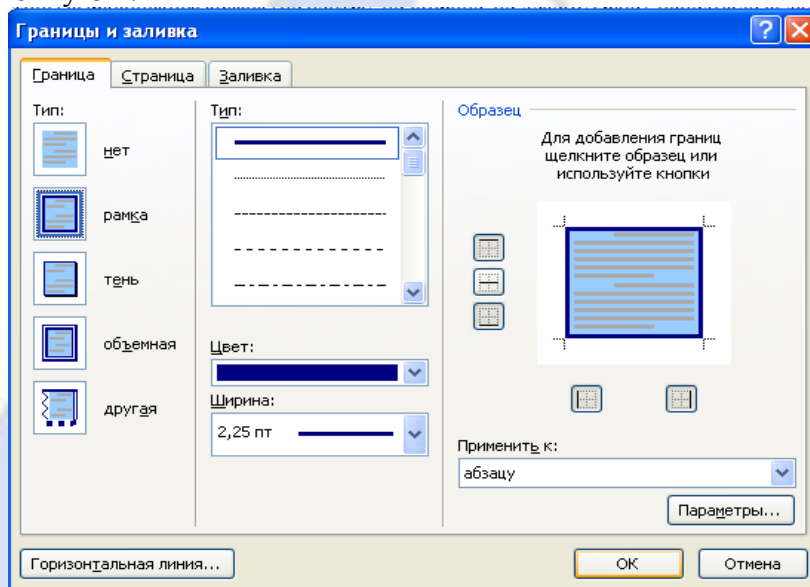 Границы и заливка
Граница
Страница
Заливка
Тип:
нет
рамка
тень
объемная
другая
Тип:
Цвет:
Ширина:
2,25 пт
Образец
Для добавления границ
щелкните образец или
используйте кнопки
Применить к:
абзацу
Параметры...
Горизонтальная линия...
ОК
Отмена